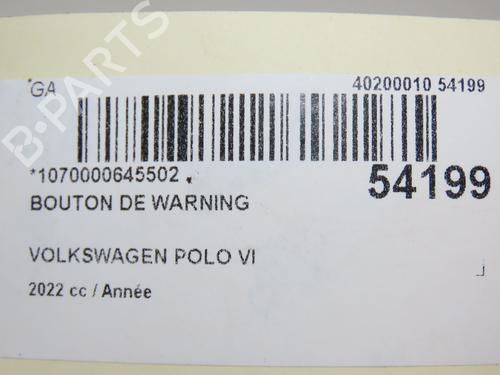 B-PARTS
*GA
40200010 54199
*1070000645502
54199
BOUTON DE WARNING
VOLKSWAGEN POLO VI
2022 cc / Année